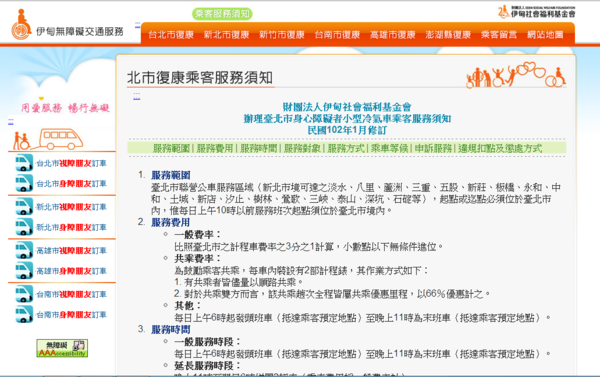 乘客服務須知
伊甸無障礙交通服務
伊甸社會福利基金會
台北市復康 新北市復康 新竹市復康 台南市復康 高雄市復康 澎湖縣復康 乘客留言 網站地圖
北市復康乘客服務須知
用愛服務 暢行無礙
財團法人伊甸社會福利基金會
辦理臺北市身心障礙者小型冷氣車乘客服務須知
民國102年1月修訂
服務範圍 | 服務費用 | 服務時間 | 服務對象 | 服務方式 | 乘車等候 | 申訴服務 | 違規扣點及懲處方式
台北市視障朋友訂車
台北市身障朋友訂車
新北市視障朋友訂車
新北市身障朋友訂車
高雄市視障朋友訂車
高雄市身障朋友訂車
台南市視障朋友訂車
台南市身障朋友訂車
無障礙
AAAccessibility
1. 服務範圍
臺北市聯營公車服務區域（新北市境可達之淡水、八里、蘆洲、三重、五股、新莊、板橋、永和、中
和、土城、新店、汐止、樹林、鶯歌、三峽、泰山、深坑、石碇等），起點或迄點必須位於臺北市
內，惟每日上午10時以前服務班次起點須位於臺北市境內。
2. 服務費用
一般費率：
比照臺北市之計程車費率之3分之1計算，小數點以下無條件進位。
共乘費率：
為鼓勵乘客共乘，每車內裝設有2部計程錶，其作業方式如下：
1. 有共乘者皆儘量以順路共乘。
2. 對於共乘雙方而言，該共乘趟次全程皆屬共乘優惠里程，以66％優惠計之。
其他：
每日上午6時起發頭班車（抵達乘客預定地點）至晚上11時為末班車（抵達乘客預定地點）。
3. 服務時間
一般服務時段：
每日上午6時起發頭班車（抵達乘客預定地點）至晚上11時為末班車（抵達乘客預定地點）。
延長服務時段：